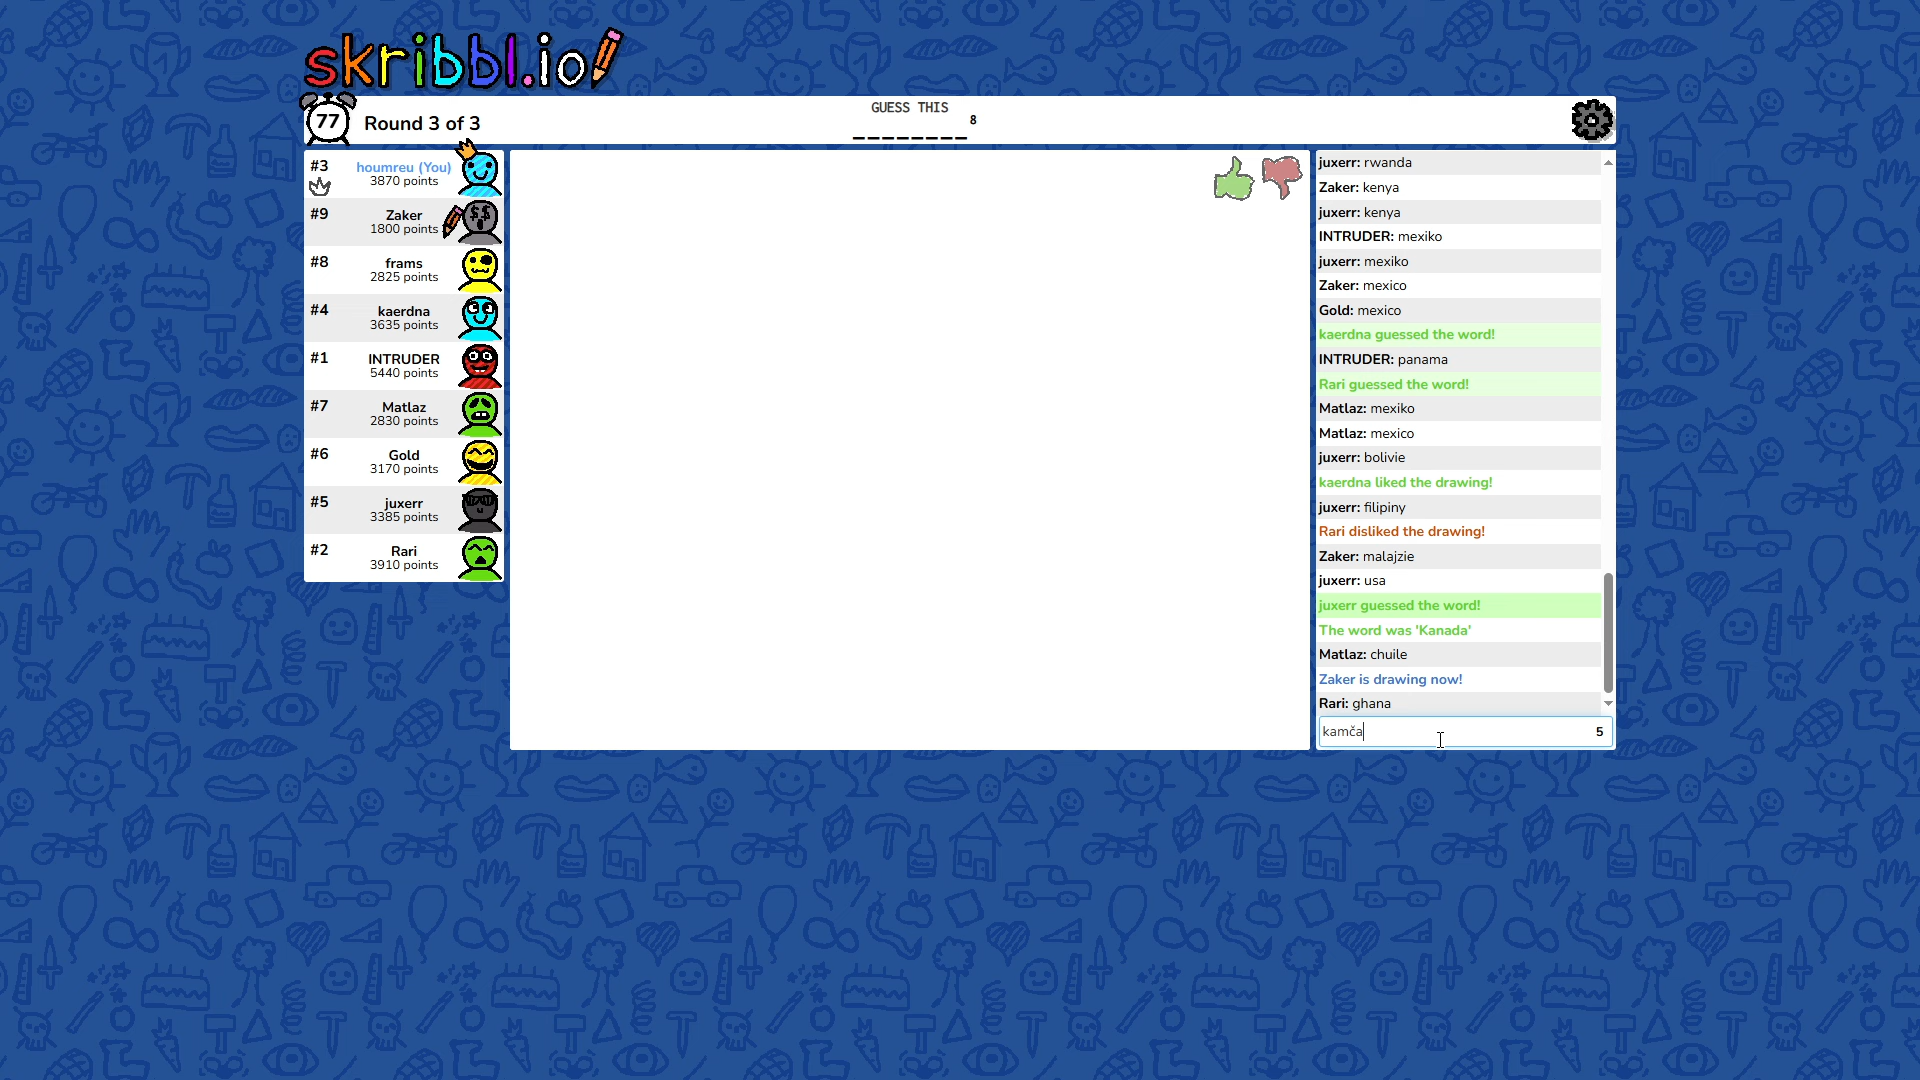 skribbl.io
77
Round 3 of 3
GUESS THIS
________ 8
#3 houmreu (You)
3870 points
#9 Zaker
1800 points
#8 frams
2825 points
#4 kaerdna
3635 points
#1 INTRUDER
5440 points
#7 Matlaz
2830 points
#6 Gold
3170 points
#5 juxerr
3385 points
#2 Rari
3910 points
juxerr: rwanda
Zaker: kenya
juxerr: kenya
INTRUDER: mexiko
juxerr: mexiko
Zaker: mexico
Gold: mexico
kaerdna guessed the word!
INTRUDER: panama
Rari guessed the word!
Matlaz: mexiko
Matlaz: mexico
juxerr: bolivie
kaerdna liked the drawing!
juxerr: filipiny
Rari disliked the drawing!
Zaker: malajzie
juxerr: usa
juxerr guessed the word!
The word was 'Kanada'
Matlaz: chuile
Zaker is drawing now!
Rari: ghana
kamča 5